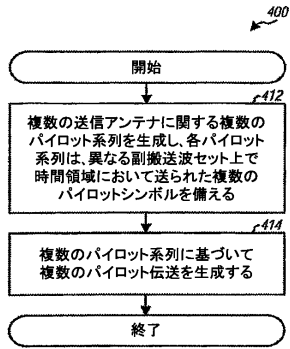 400
開始
412
複数の送信アンテナに関する複数の
パイロット系列を生成し、各パイロット
系列は、異なる副搬送波セット上で
時間領域において送られた複数の
パイロットシンボルを備える
414
複数のパイロット系列に基づいて
複数のパイロット伝送を生成する
終了